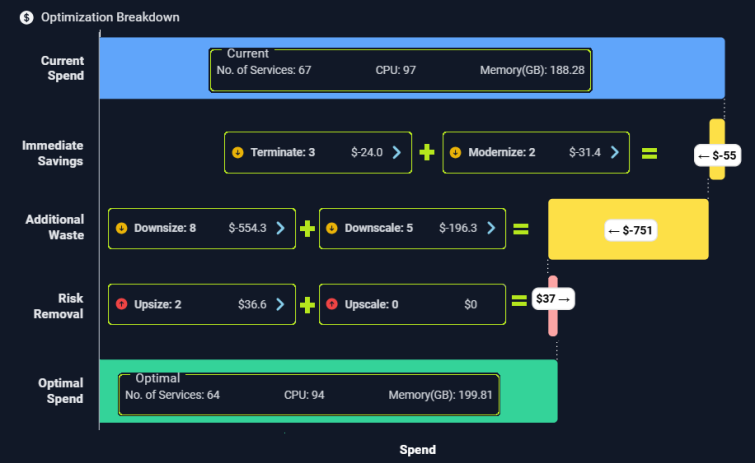 $ Optimization Breakdown
Current
Spend
Current
No. of Services: 67 CPU: 97 Memory(GB): 188.28
Immediate
Savings
Terminate: 3 $-24.0 + Modernize: 2 $-31.4 = ← $-55
Additional
Waste
Downsize: 8 $-554.3 + Downscale: 5 $-196.3 = ← $-751
Risk
Removal
Upsize: 2 $36.6 + Upscale: 0 $0 = $37 →
Optimal
Spend
Optimal
No. of Services: 64 CPU: 94 Memory(GB): 199.81
Spend